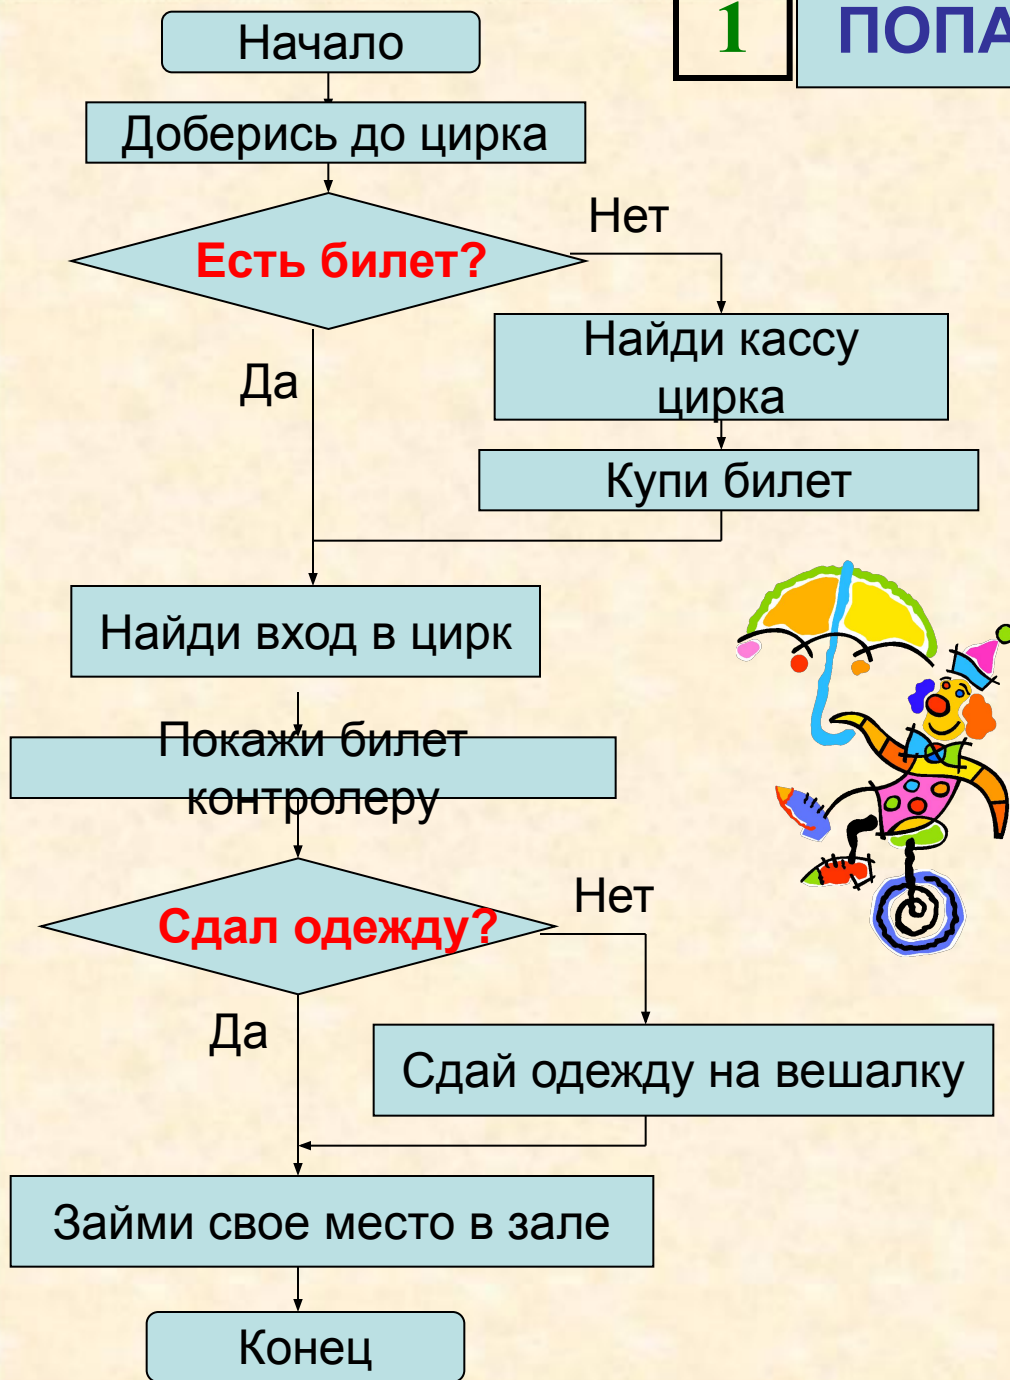 1
ПОПА
Начало
Доберись до цирка
Есть билет?
Нет
Да
Найди кассу
цирка
Купи билет
Найди вход в цирк
Покажи билет
контролеру
Сдал одежду?
Нет
Да
Сдай одежду на вешалку
Займи свое место в зале
Конец